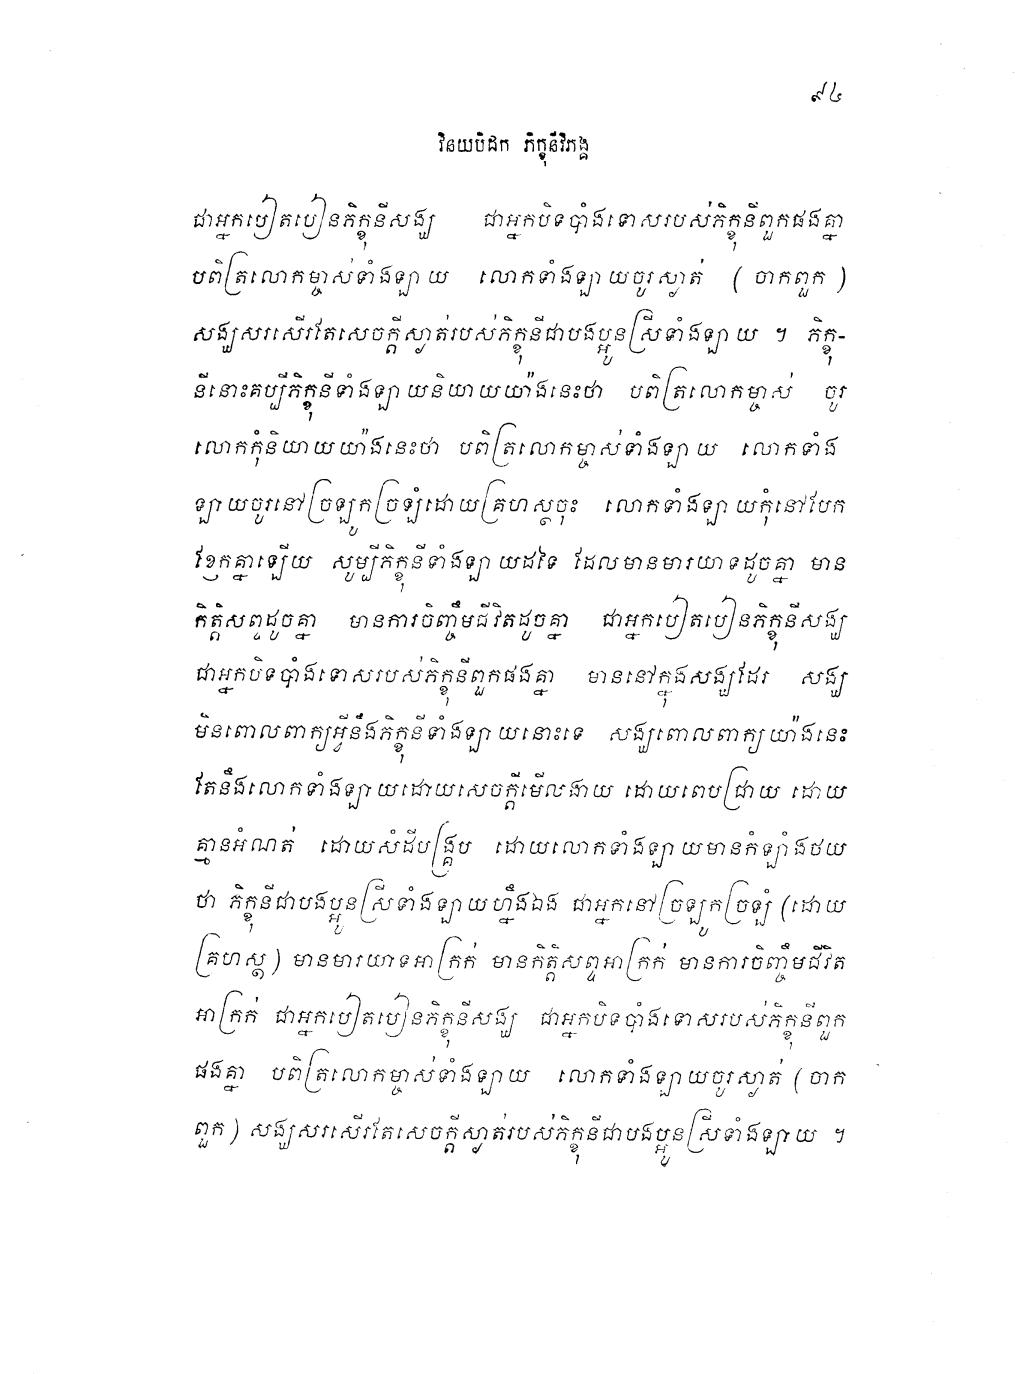 ៩៤
វិនយបិដក ភិក្ខុនីវិភង្គ
ជាអ្នកបៀតបៀនភិក្ខុនីសង្ឃ ជាអ្នកបិទបាំងទោសរបស់ភិក្ខុនីពួកផងគ្នា
បពិត្រលោកម្ចាស់ទាំងឡាយ លោកទាំងឡាយចូរស្ងាត់ ( ចាកពួក )
សង្ឃសរសើរតែសេចក្តីស្ងាត់របស់ភិក្ខុនីជាបងប្អូនស្រីទាំងឡាយ ។ ភិក្ខុ-
នីនោះគប្បីភិក្ខុនីទាំងឡាយនិយាយយ៉ាងនេះថា បពិត្រលោកម្ចាស់ ចូរ
លោកកុំនិយាយយ៉ាងនេះថា បពិត្រលោកម្ចាស់ទាំងឡាយ លោកទាំង
ឡាយចូរនៅច្រឡូកច្រឡំដោយគ្រហស្ថចុះ លោកទាំងឡាយកុំនៅបែក
ខ្ញែកគ្នាឡើយ សូម្បីភិក្ខុនីទាំងឡាយដទៃ ដែលមានមារយាទដូចគ្នា មាន
កិត្តិសព្ទដូចគ្នា មានការចិញ្ចឹមជីវិតដូចគ្នា ជាអ្នកបៀតបៀនភិក្ខុនីសង្ឃ
ជាអ្នកបិទបាំងទោសរបស់ភិក្ខុនីពួកផងគ្នា មាននៅក្នុងសង្ឃដែរ សង្ឃ
មិនពោលពាក្យអ្វីនឹងភិក្ខុនីទាំងឡាយនោះទេ សង្ឃពោលពាក្យយ៉ាងនេះ
តែនឹងលោកទាំងឡាយដោយសេចក្តីមើលងាយ ដោយពេបជ្រាយ ដោយ
គ្មានអំណត់ ដោយសំដីបង្គ្រប ដោយលោកទាំងឡាយមានកំឡាំងថយ
ថា ភិក្ខុនីជាបងប្អូនស្រីទាំងឡាយហ្នឹងឯង ជាអ្នកនៅច្រឡូកច្រឡំ (ដោយ
គ្រហស្ថ ) មានមារយាទអាក្រក់ មានកិត្តិសព្ទអាក្រក់ មានការចិញ្ចឹមជីវិត
អាក្រក់ ជាអ្នកបៀតបៀនភិក្ខុនីសង្ឃ ជាអ្នកបិទបាំងទោសរបស់ភិក្ខុនីពួក
ផងគ្នា បពិត្រលោកម្ចាស់ទាំងឡាយ លោកទាំងឡាយចូរស្ងាត់ ( ចាក
ពួក ) សង្ឃសរសើរតែសេចក្តីស្ងាត់របស់ភិក្ខុនីជាបងប្អូនស្រីទាំងឡាយ ។